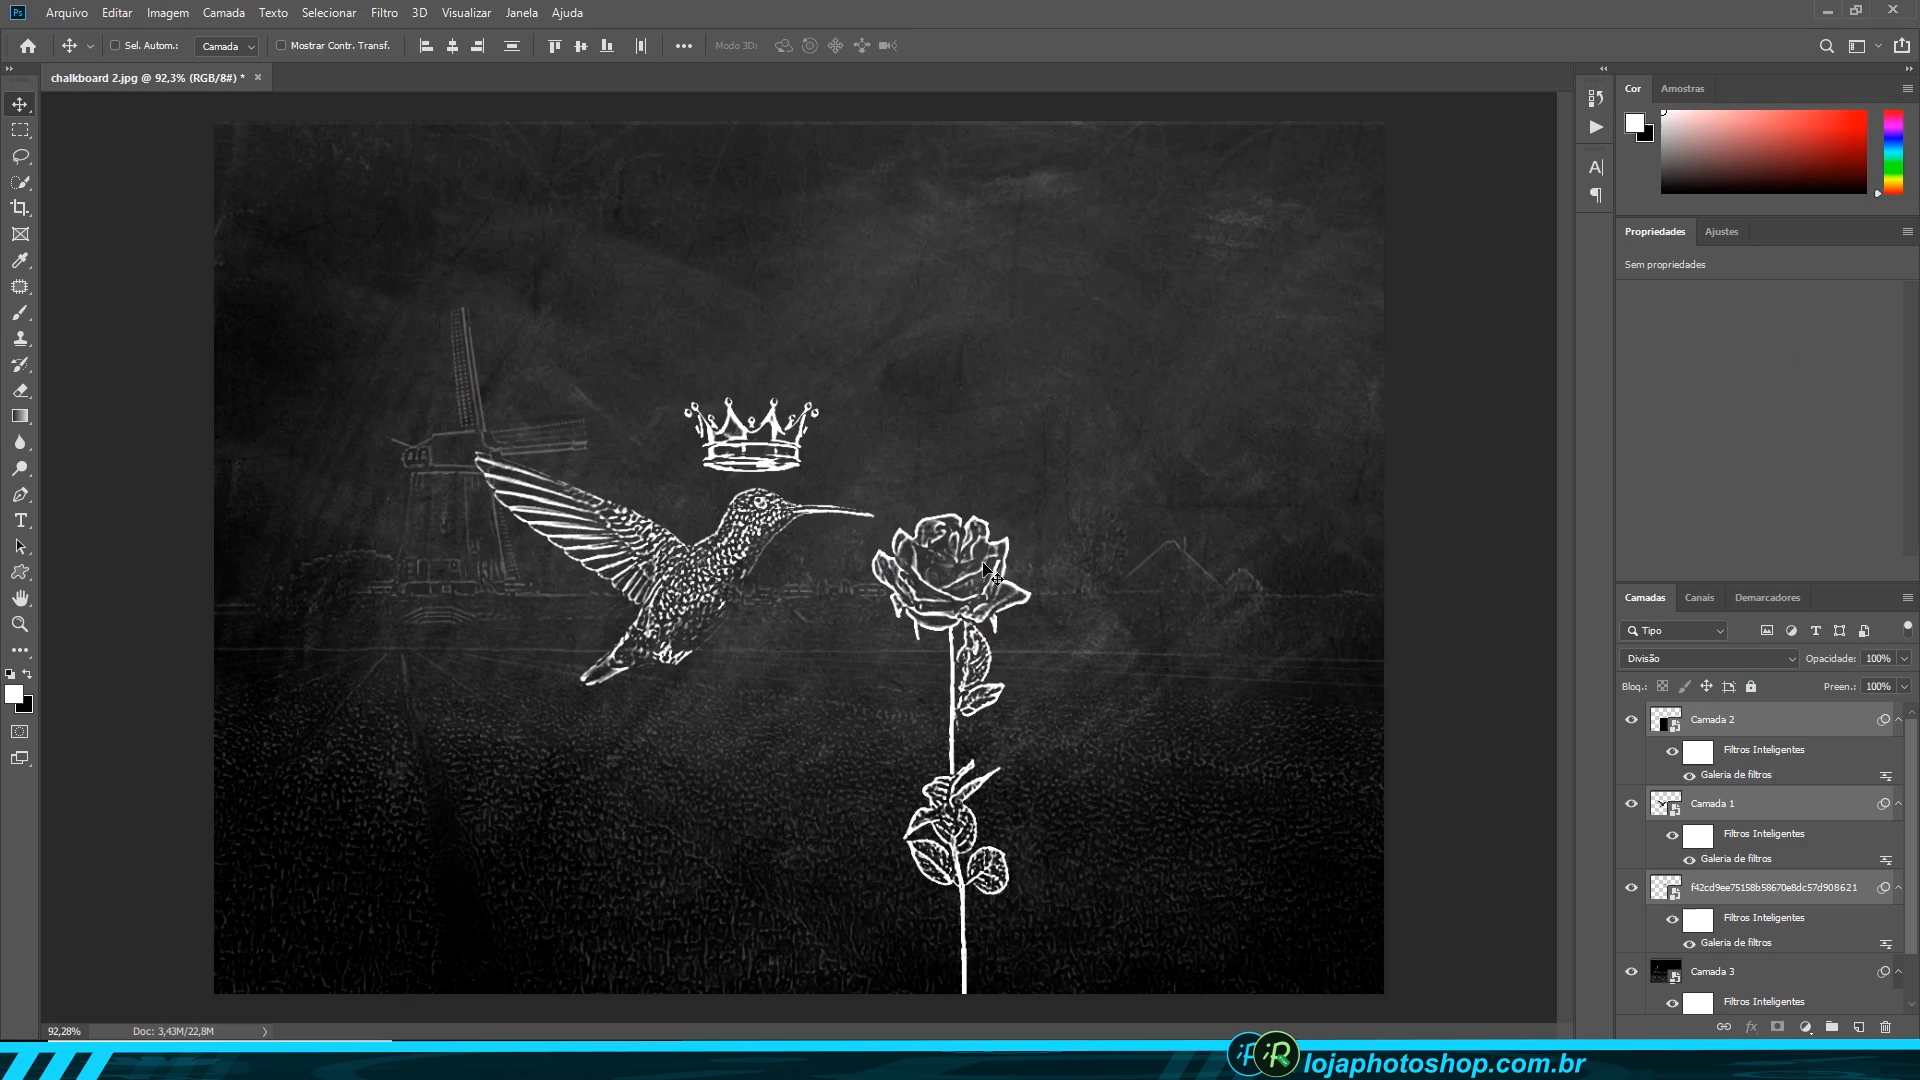 Ps Arquivo Editar Imagem Camada Texto Selecionar Filtro 3D Visualizar Janela Ajuda
Sel. Autom.: Camada Mostrar Contr. Transf. Modo 3D:
chalkboard 2.jpg @ 92,3% (RGB/8#) *
Cor Amostras
Propriedades Ajustes
Sem propriedades
Camadas Canais Demarcadores
Tipo
Divisão Opacidade: 100%
Bloq.: Preen.: 100%
Camada 2
Filtros Inteligentes
Galeria de filtros
Camada 1
Filtros Inteligentes
Galeria de filtros
f42cd9ee75158b58670e8dc57d908621
Filtros Inteligentes
Galeria de filtros
Camada 3
Filtros Inteligentes
92,28% Doc: 3,43M/22,8M
iR lojaphotoshop.com.br